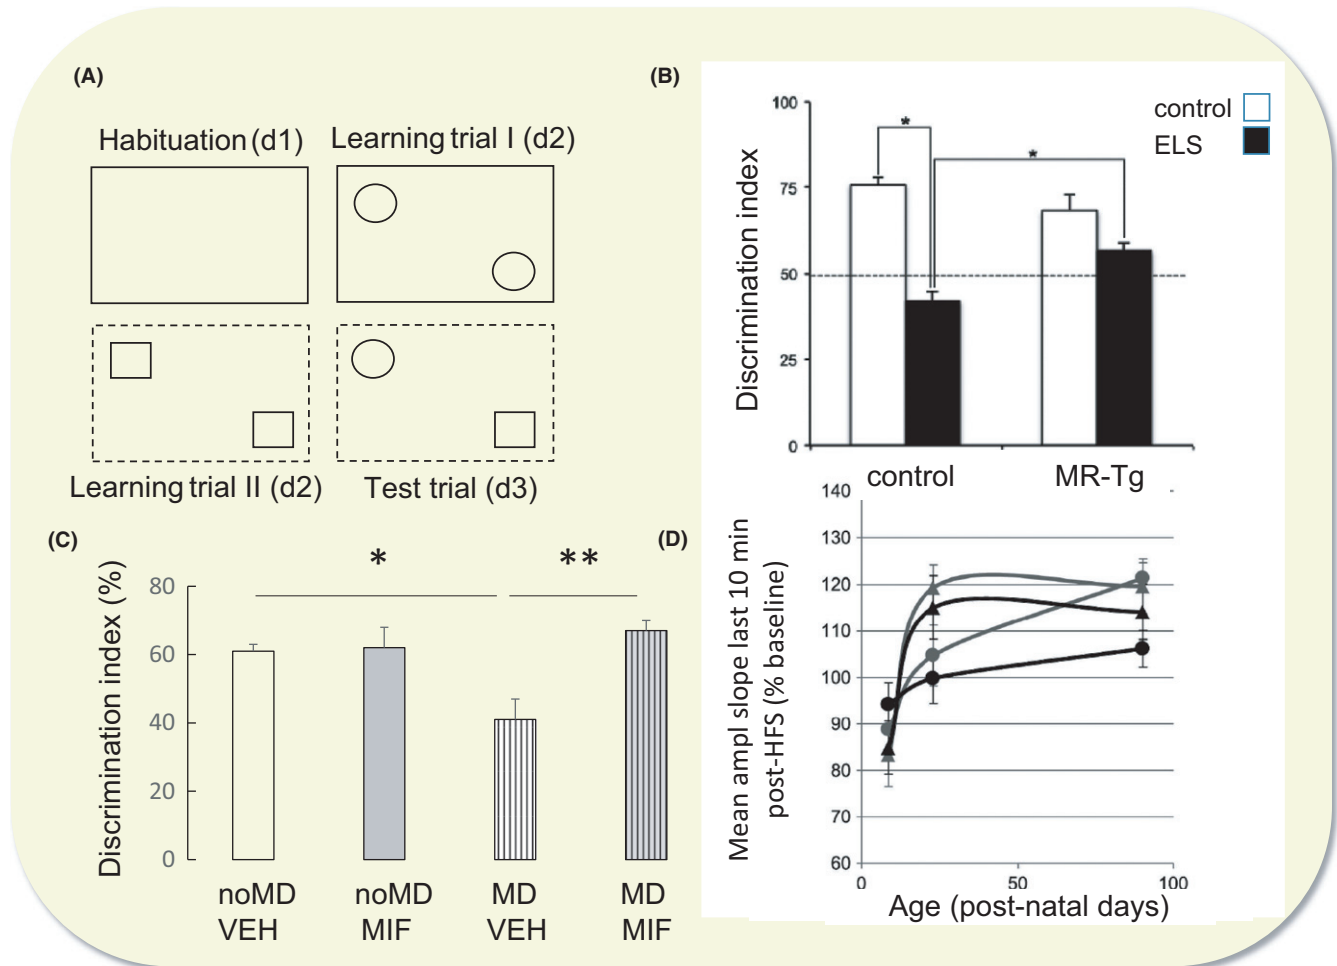 (A)
Habituation (d1)
Learning trial I (d2)
Learning trial II (d2)
Test trial (d3)
(B)
Discrimination index
100
75
50
25
0
control
ELS
*
*
control
MR-Tg
(C)
Discrimination index (%)
80
60
40
20
0
*
**
noMD
VEH
noMD
MIF
MD
VEH
MD
MIF
(D)
Mean ampl slope last 10 min
post-HFS (% baseline)
140
130
120
110
100
90
80
70
60
0
50
100
Age (post-natal days)